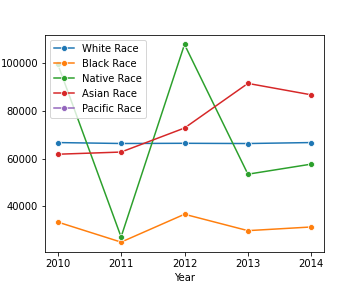 White Race
Black Race
Native Race
Asian Race
Pacific Race
100000
80000
60000
40000
2010 2011 2012 2013 2014
Year